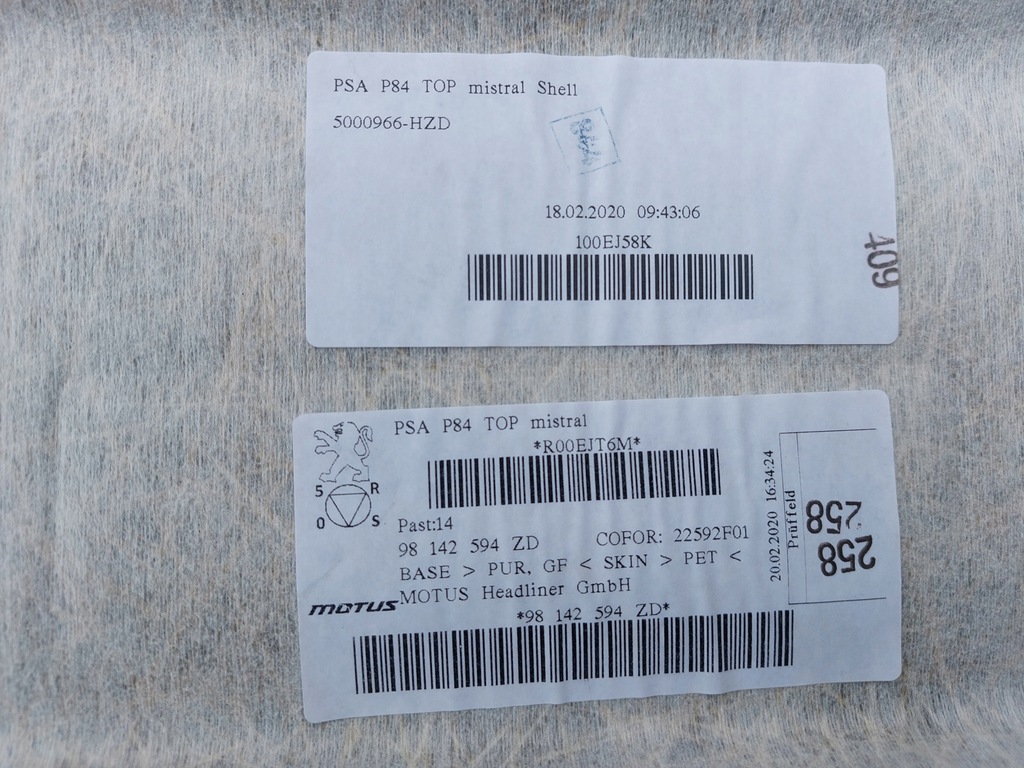 PSA P84 TOP mistral Shell
5000966-HZD
18.02.2020 09:43:06
100EJ58K
409
PSA P84 TOP mistral
*R00EJT6M*
S R
O S
Past:14
98 142 594 ZD COFOR: 22592F01
BASE > PUR, GF < SKIN > PET <
MOTUS Headliner GmbH
MOTUS
*98 142 594 ZD*
20.02.2020 16:34:24
Prüffeld
258
258